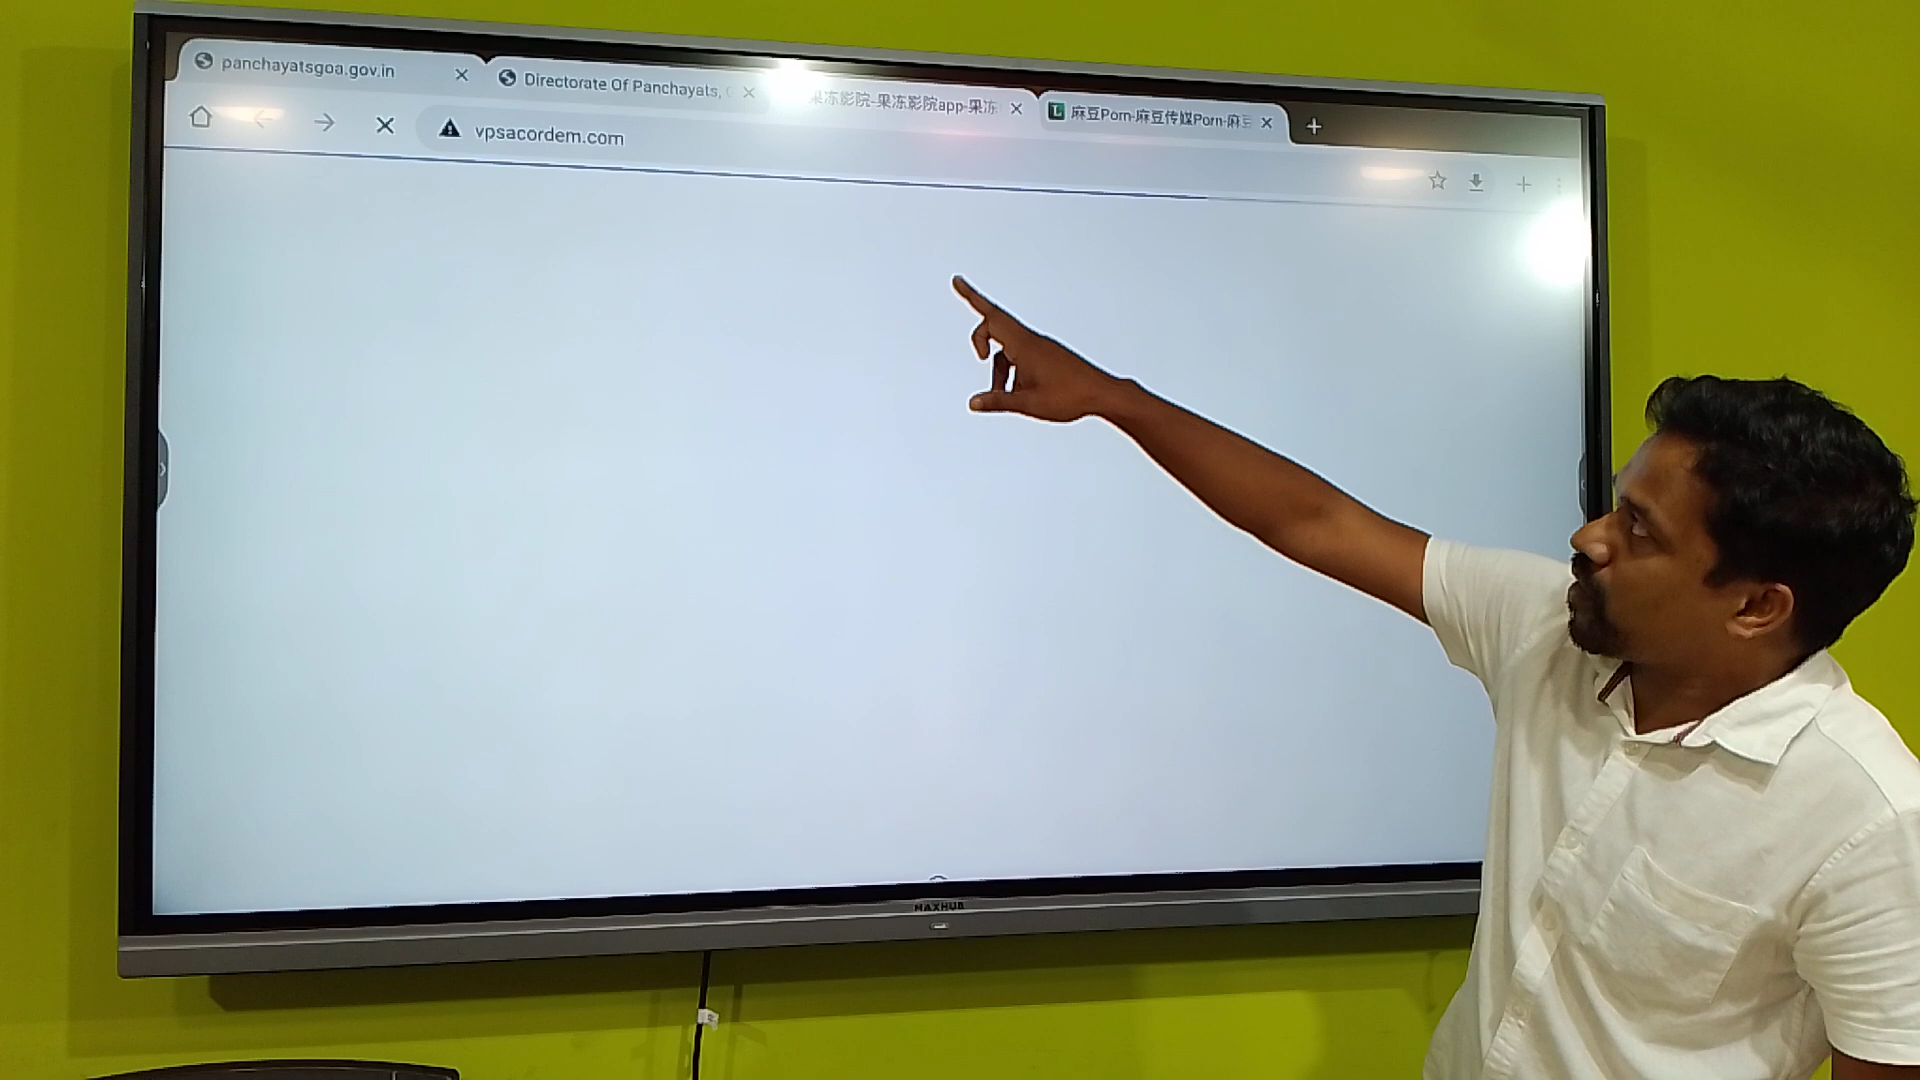 panchayatsgoa.gov.in
Directorate Of Panchayats,
果冻影院-果冻影院app-果冻
麻豆Porn-麻豆传媒Porn-麻豆
vpsacordem.com
MAXHUB